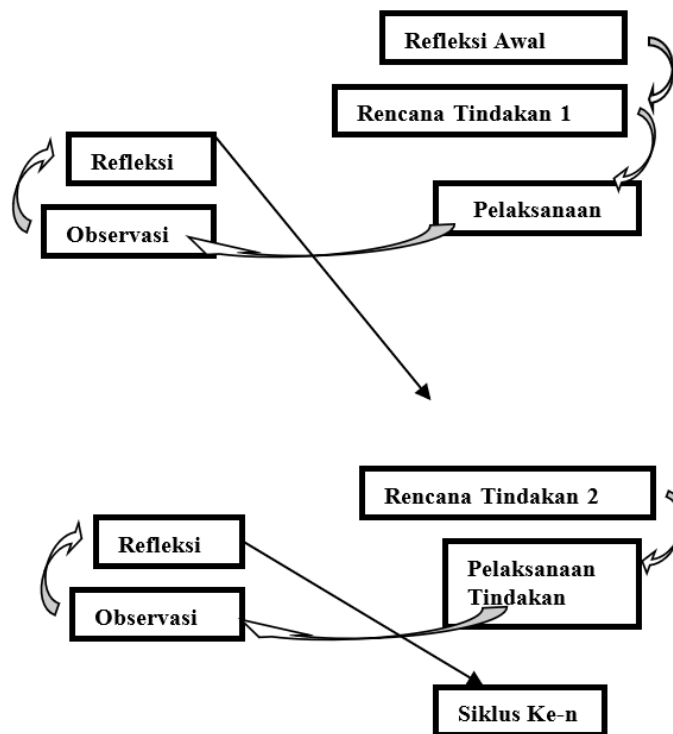 Refleksi Awal
Rencana Tindakan 1
Refleksi
Pelaksanaan
Observasi
Rencana Tindakan 2
Refleksi
Pelaksanaan
Tindakan
Observasi
Siklus Ke-n